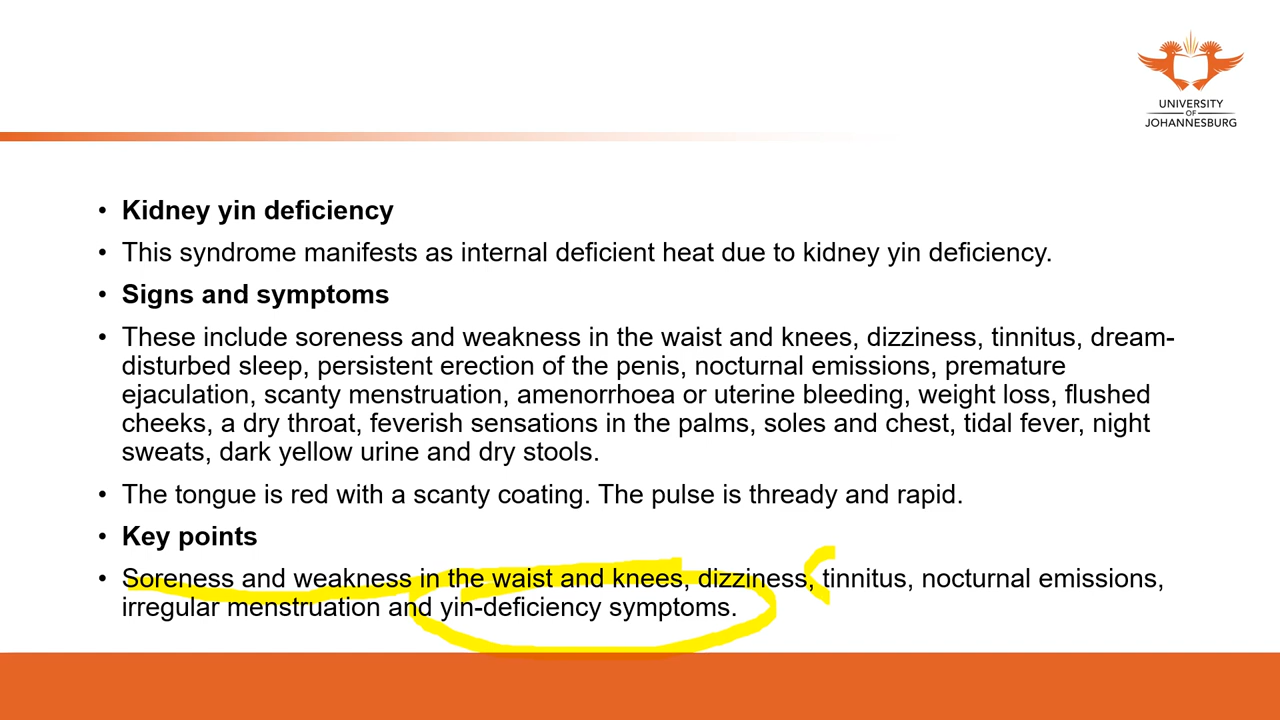 UNIVERSITY
OF
JOHANNESBURG
• Kidney yin deficiency
• This syndrome manifests as internal deficient heat due to kidney yin deficiency.
• Signs and symptoms
• These include soreness and weakness in the waist and knees, dizziness, tinnitus, dream-
disturbed sleep, persistent erection of the penis, nocturnal emissions, premature
ejaculation, scanty menstruation, amenorrhoea or uterine bleeding, weight loss, flushed
cheeks, a dry throat, feverish sensations in the palms, soles and chest, tidal fever, night
sweats, dark yellow urine and dry stools.
• The tongue is red with a scanty coating. The pulse is thready and rapid.
• Key points
• Soreness and weakness in the waist and knees, dizziness, tinnitus, nocturnal emissions,
irregular menstruation and yin-deficiency symptoms.